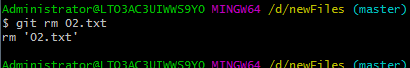 Administrator@LTO3AC3UIWWS9YO MINGW64 /d/newFiles (master)
$ git rm 02.txt
rm '02.txt'
Administrator@LTO3AC3UIWWS9YO MINGW64 /d/newFiles (master)